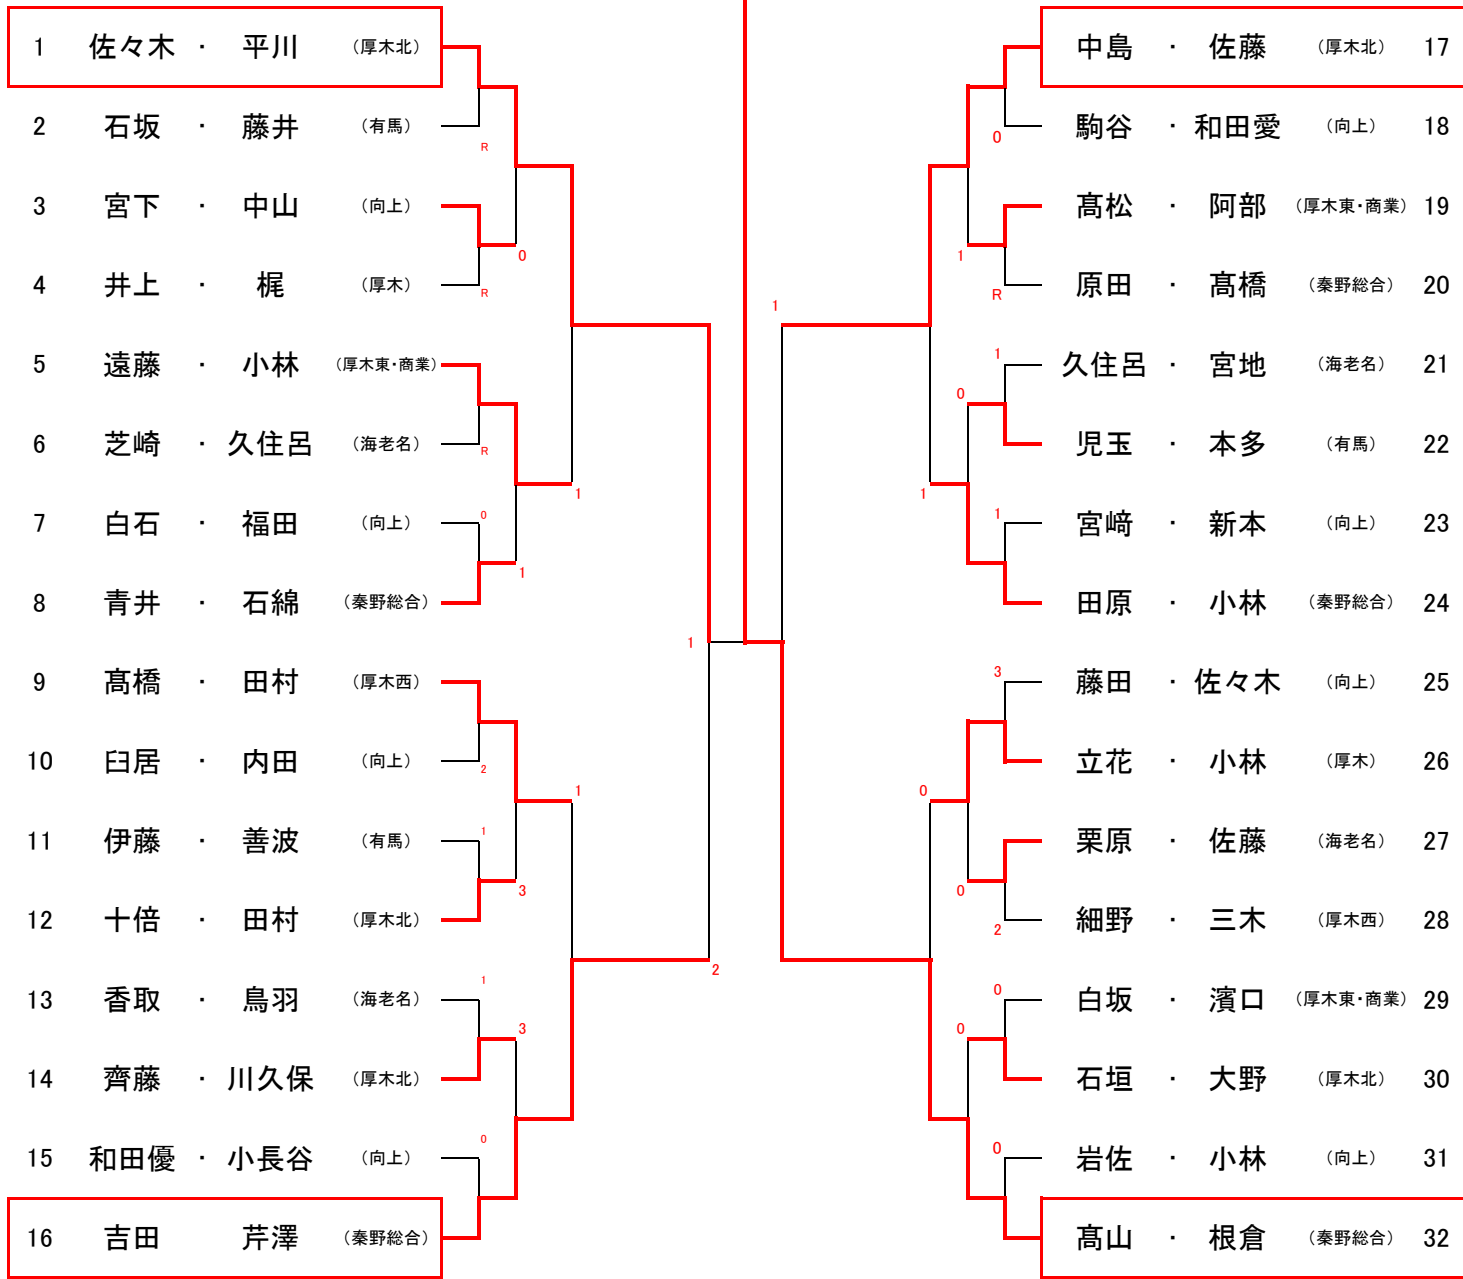 1 佐々木 ・ 平川 （厚木北）
2 石坂 ・ 藤井 （有馬）
R
3 宮下 ・ 中山 （向上）
0
4 井上 ・ 梶 （厚木）
R
5 遠藤 ・ 小林 （厚木東・商業）
6 芝崎 ・ 久住呂 （海老名）
R
1
7 白石 ・ 福田 （向上）
0
1
8 青井 ・ 石綿 （秦野総合）
1
9 髙橋 ・ 田村 （厚木西）
10 臼居 ・ 内田 （向上）
2
1
11 伊藤 ・ 善波 （有馬）
1
3
12 十倍 ・ 田村 （厚木北）
2
13 香取 ・ 鳥羽 （海老名）
1
3
14 齊藤 ・ 川久保 （厚木北）
15 和田優 ・ 小長谷 （向上）
0
16 吉田 芹澤 （秦野総合）
中島 ・ 佐藤 （厚木北） 17
駒谷 ・ 和田愛 （向上） 18
0
髙松 ・ 阿部 （厚木東・商業） 19
1
原田 ・ 髙橋 （秦野総合） 20
R
1
久住呂 ・ 宮地 （海老名） 21
1
0
児玉 ・ 本多 （有馬） 22
1
宮﨑 ・ 新本 （向上） 23
1
田原 ・ 小林 （秦野総合） 24
藤田 ・ 佐々木 （向上） 25
3
立花 ・ 小林 （厚木） 26
0
栗原 ・ 佐藤 （海老名） 27
0
細野 ・ 三木 （厚木西） 28
2
白坂 ・ 濱口 （厚木東・商業） 29
0
0
石垣 ・ 大野 （厚木北） 30
岩佐 ・ 小林 （向上） 31
0
髙山 ・ 根倉 （秦野総合） 32